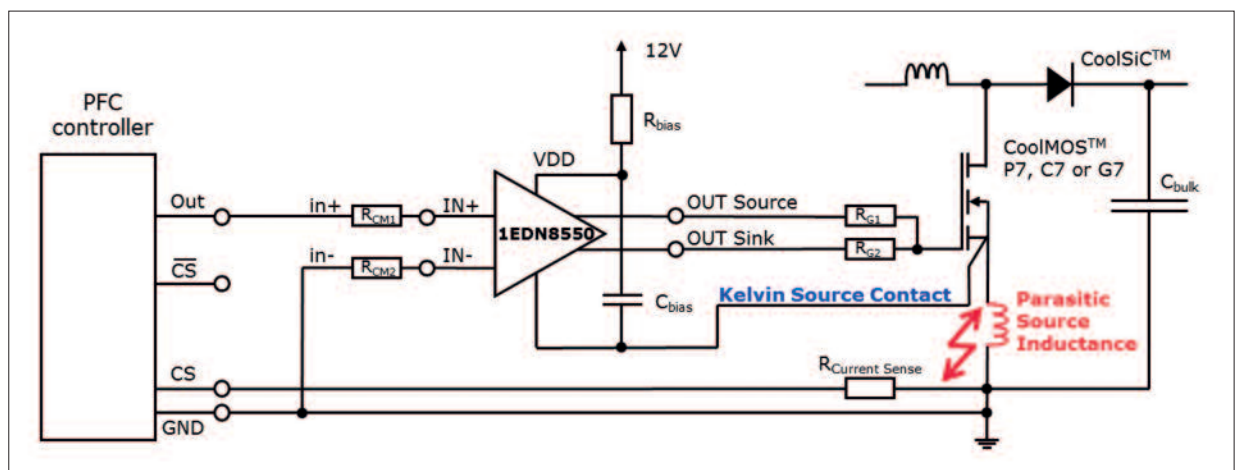 12V
CoolSiC™
PFC
controller
R_bias
CoolMOS™
P7, C7 or G7
VDD
C_bulk
Out
in+
R_CM1
IN+
OUT Source
R_G1
1EDN8550
CS
in-
R_CM2
IN-
OUT Sink
R_G2
C_bias
Kelvin Source Contact
Parasitic
Source
Inductance
R_Current Sense
CS
GND